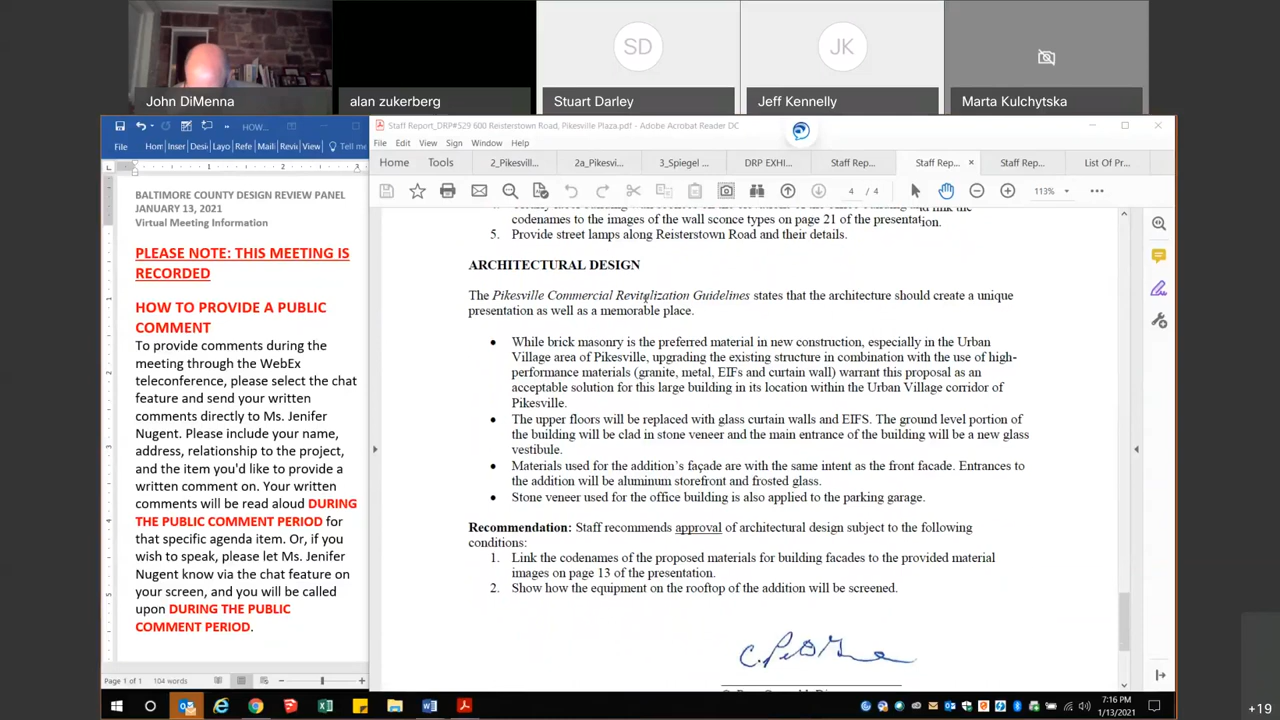 SD
JK
John DiMenna
alan zukerberg
Stuart Darley
Jeff Kennelly
Marta Kulchytska
HOW...
File Hom Inser Desi Layo Refe Maili Revi View Tell me
BALTIMORE COUNTY DESIGN REVIEW PANEL
JANUARY 13, 2021
Virtual Meeting Information
PLEASE NOTE: THIS MEETING IS
RECORDED
HOW TO PROVIDE A PUBLIC
COMMENT
To provide comments during the
meeting through the WebEx
teleconference, please select the chat
feature and send your written
comments directly to Ms. Jenifer
Nugent. Please include your name,
address, relationship to the project,
and the item you'd like to provide a
written comment on. Your written
comments will be read aloud DURING
THE PUBLIC COMMENT PERIOD for
that specific agenda item. Or, if you
wish to speak, please let Ms. Jenifer
Nugent know via the chat feature on
your screen, and you will be called
upon DURING THE PUBLIC
COMMENT PERIOD.
Page 1 of 1 104 words
Staff Report_DRP#529 600 Reisterstown Road, Pikesville Plaza.pdf - Adobe Acrobat Reader DC
File Edit View Sign Window Help
Home Tools 2_Pikesvill... 2a_Pikesvi... 3_Spiegel ... DRP EXHI... Staff Rep... Staff Rep... Staff Rep... List Of Pr...
4 / 4 113%
codenames to the images of the wall sconce types on page 21 of the presentation.
5. Provide street lamps along Reisterstown Road and their details.
ARCHITECTURAL DESIGN
The Pikesville Commercial Revitalization Guidelines states that the architecture should create a unique
presentation as well as a memorable place.
• While brick masonry is the preferred material in new construction, especially in the Urban
Village area of Pikesville, upgrading the existing structure in combination with the use of high-
performance materials (granite, metal, EIFs and curtain wall) warrant this proposal as an
acceptable solution for this large building in its location within the Urban Village corridor of
Pikesville.
• The upper floors will be replaced with glass curtain walls and EIFS. The ground level portion of
the building will be clad in stone veneer and the main entrance of the building will be a new glass
vestibule.
• Materials used for the addition's façade are with the same intent as the front facade. Entrances to
the addition will be aluminum storefront and frosted glass.
• Stone veneer used for the office building is also applied to the parking garage.
Recommendation: Staff recommends approval of architectural design subject to the following
conditions:
1. Link the codenames of the proposed materials for building facades to the provided material
images on page 13 of the presentation.
2. Show how the equipment on the rooftop of the addition will be screened.
7:16 PM
1/13/2021
+19